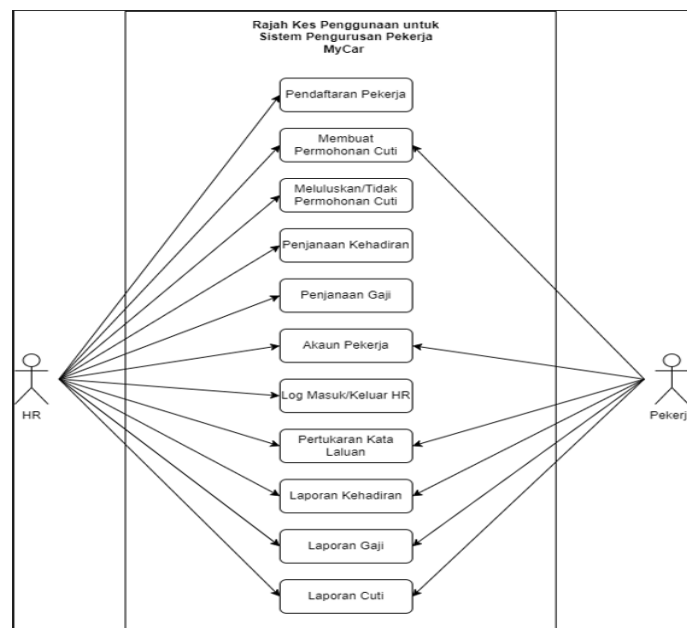 Rajah Kes Penggunaan untuk
Sistem Pengurusan Pekerja
MyCar
Pendaftaran Pekerja
Membuat
Permohonan Cuti
Meluluskan/Tidak
Permohonan Cuti
Penjanaan Kehadiran
Penjanaan Gaji
Akaun Pekerja
Log Masuk/Keluar HR
Pertukaran Kata
Laluan
Laporan Kehadiran
Laporan Gaji
Laporan Cuti
HR
Pekerja